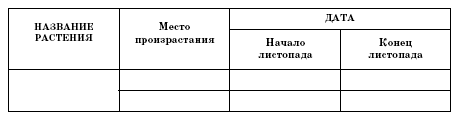 НАЗВАНИЕ
РАСТЕНИЯ
Место
произрастания
ДАТА
Начало
листопада
Конец
листопада